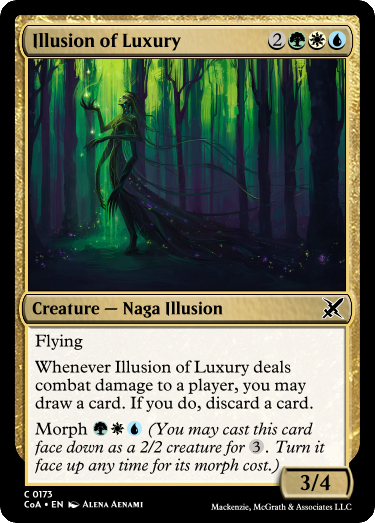 Illusion of Luxury 2
Creature — Naga Illusion
Flying
Whenever Illusion of Luxury deals
combat damage to a player, you may
draw a card. If you do, discard a card.
Morph (You may cast this card
face down as a 2/2 creature for 3. Turn it
face up any time for its morph cost.)
3/4
C 0173
CoA • EN Alena Aenami
Mackenzie, McGrath & Associates LLC